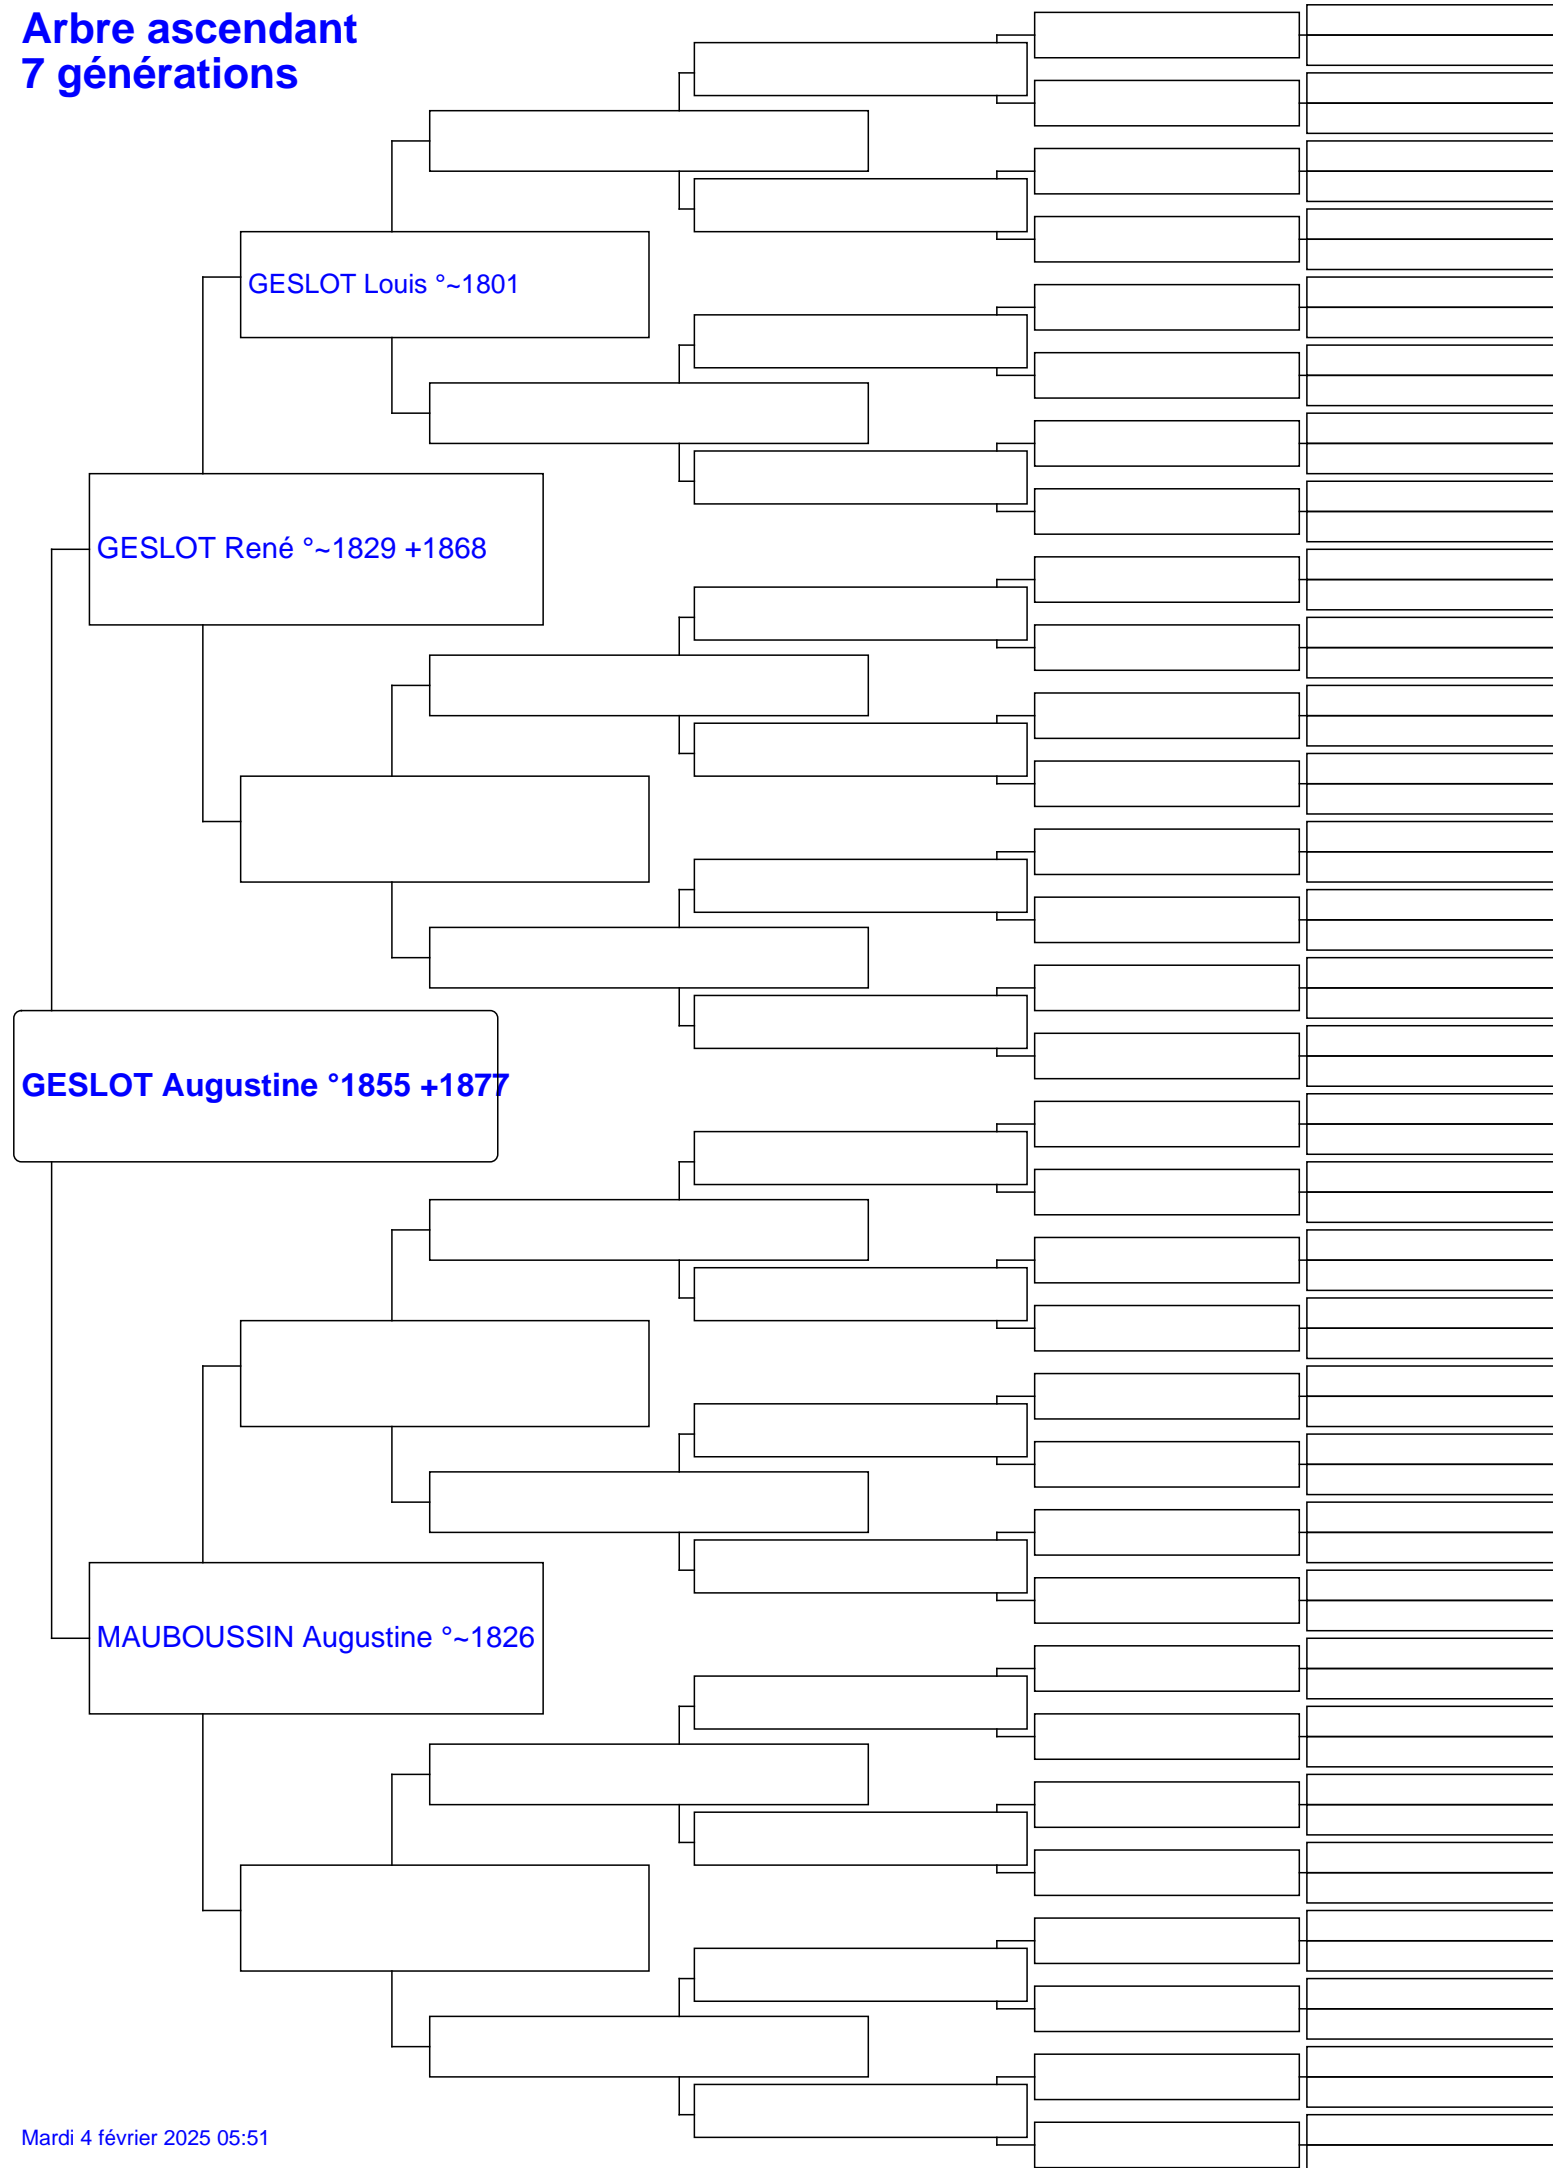 Arbre ascendant
7 générations
GESLOT Louis °~1801
GESLOT René °~1829 +1868
GESLOT Augustine °1855 +1877
MAUBOUSSIN Augustine °~1826
Mardi 4 février 2025 05:51